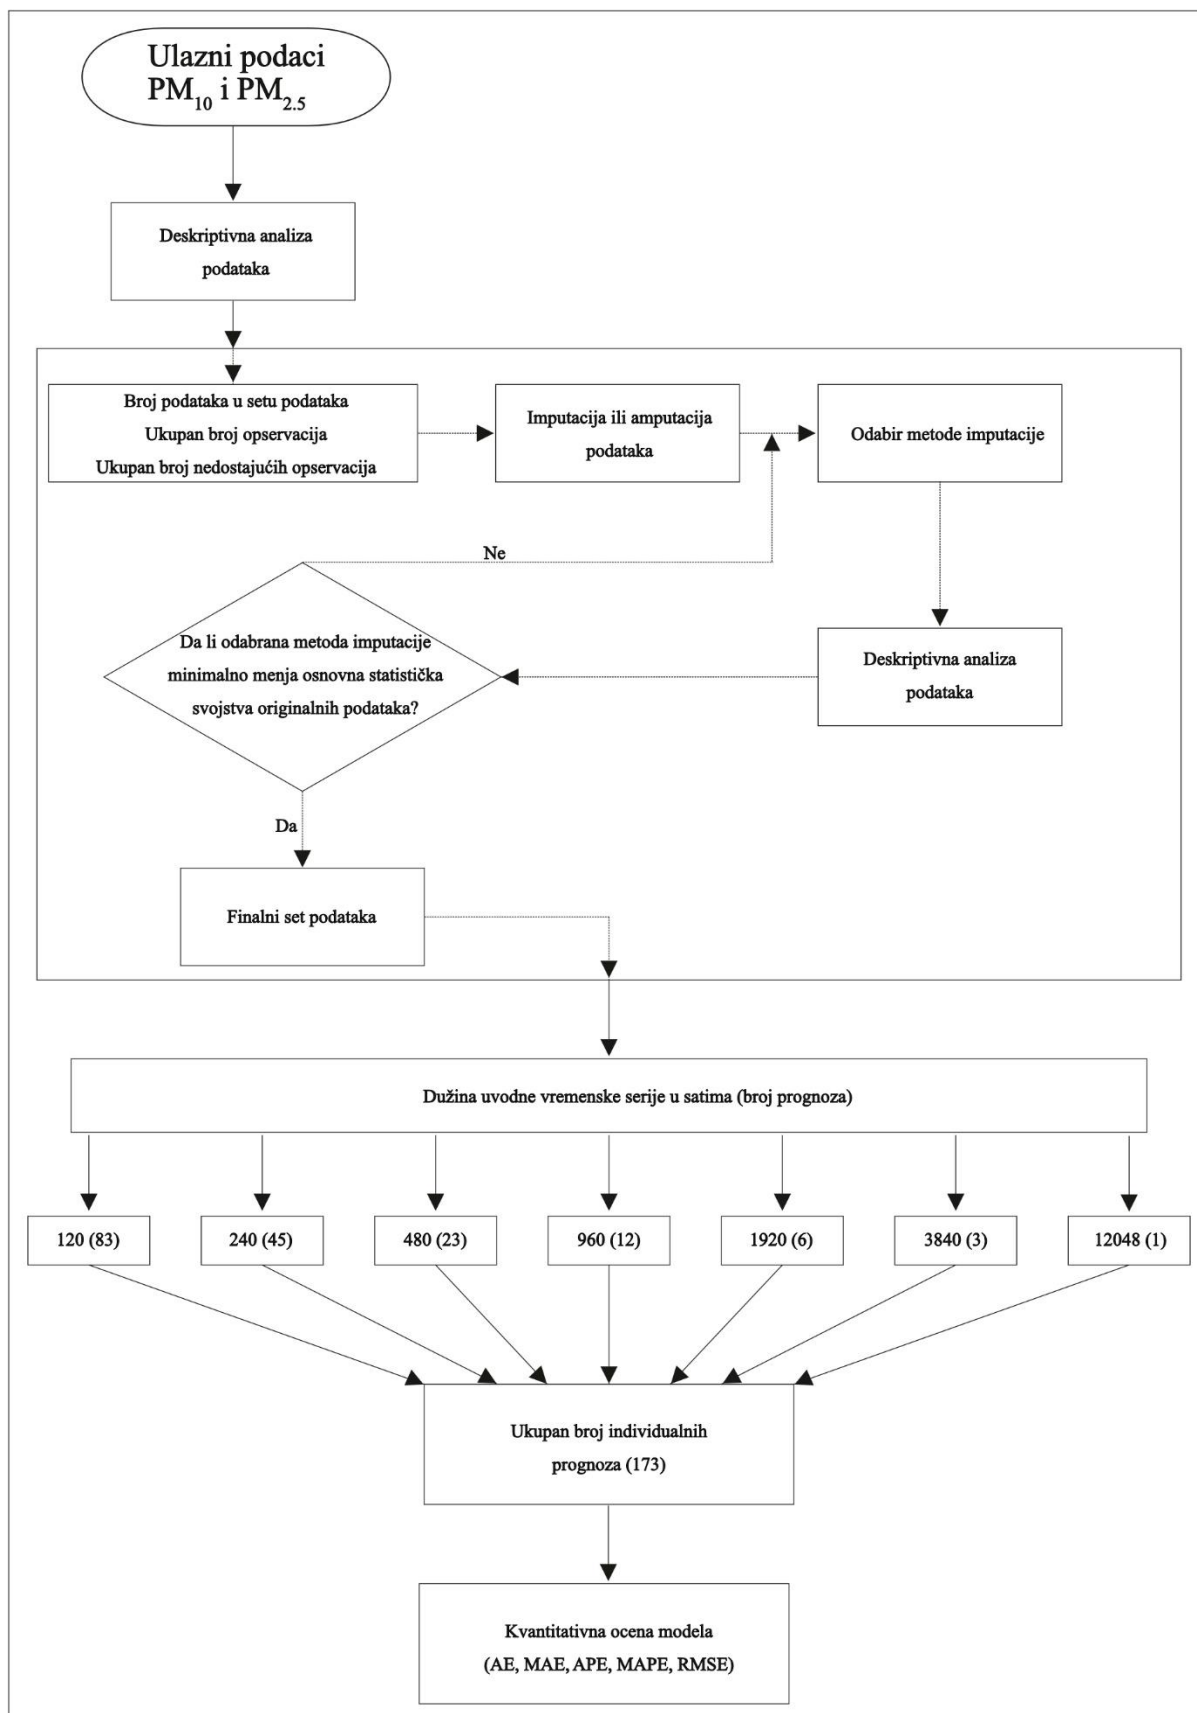 Ulazni podaci
PM10 i PM2.5
Deskriptivna analiza
podataka
Broj podataka u setu podataka
Ukupan broj opservacija
Ukupan broj nedostajućih opservacija
Imputacija ili amputacija
podataka
Odabir metode imputacije
Ne
Da li odabrana metoda imputacije
minimalno menja osnovna statistička
svojstva originalnih podataka?
Deskriptivna analiza
podataka
Da
Finalni set podataka
Dužina uvodne vremenske serije u satima (broj prognoza)
120 (83)
240 (45)
480 (23)
960 (12)
1920 (6)
3840 (3)
12048 (1)
Ukupan broj individualnih
prognoza (173)
Kvantitativna ocena modela
(AE, MAE, APE, MAPE, RMSE)